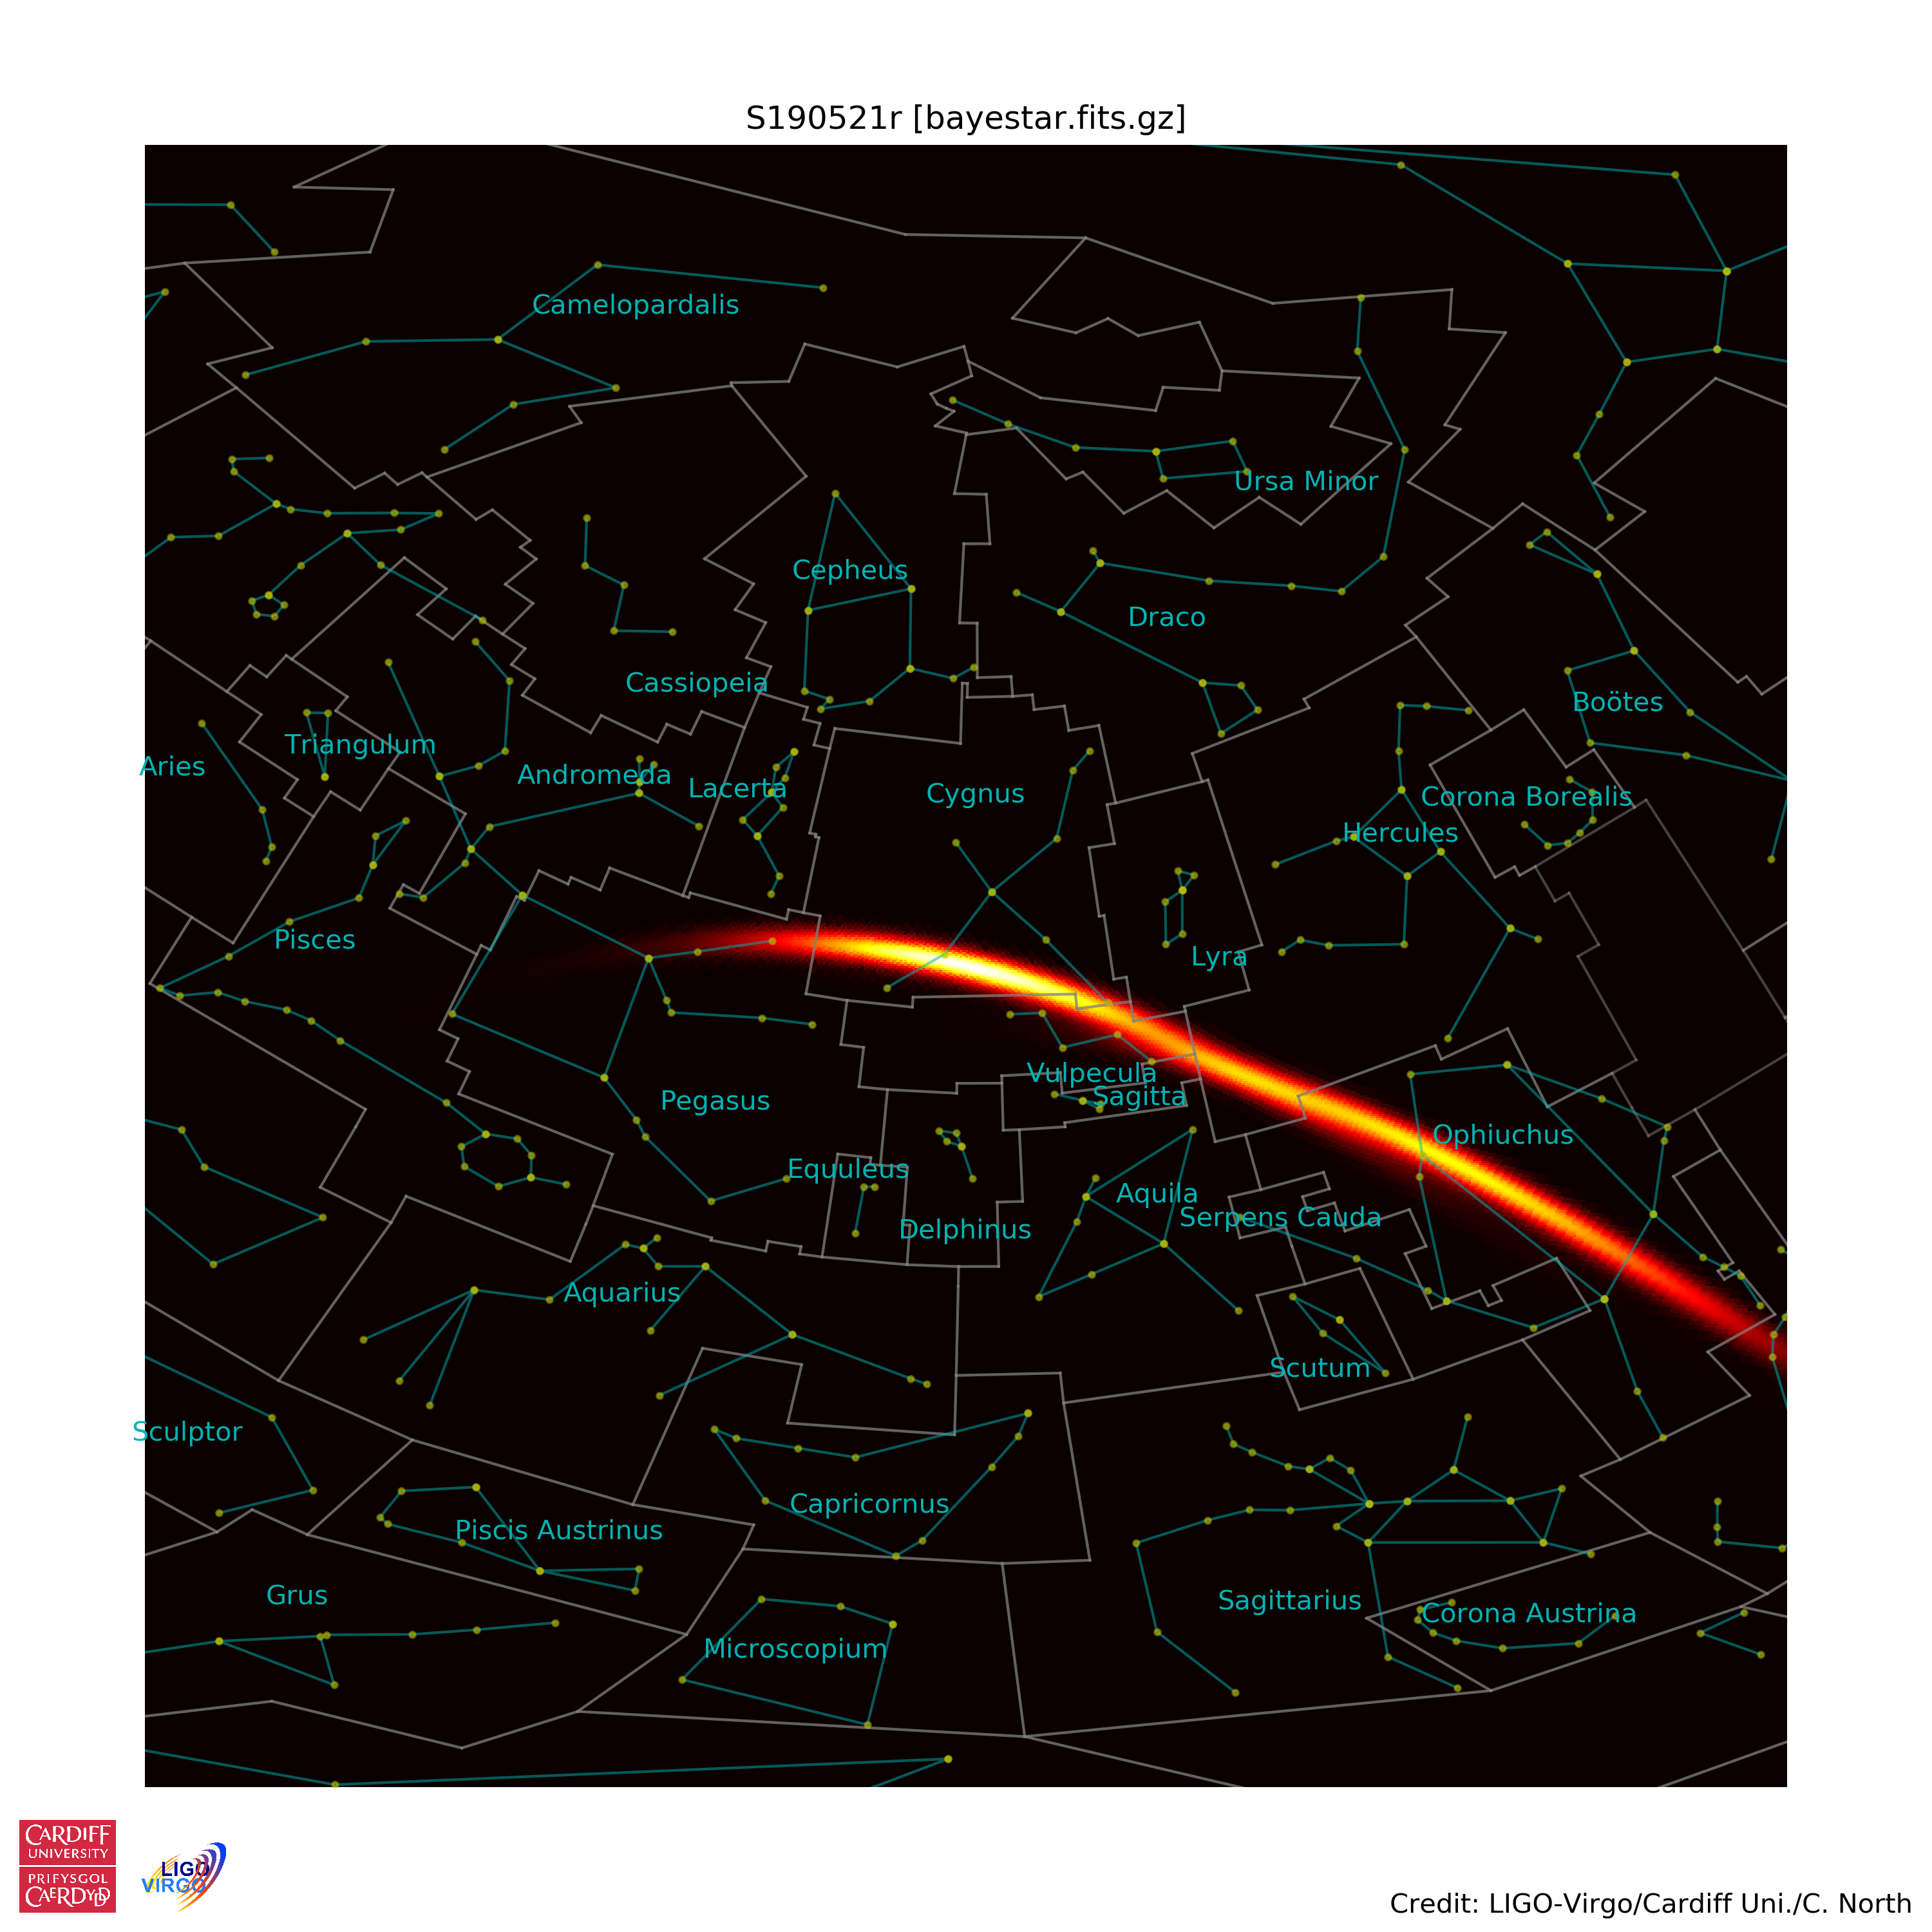 S190521r [bayestar.fits.gz]
Camelopardalis
Ursa Minor
Cepheus
Draco
Cassiopeia
Boötes
Triangulum
Aries
Andromeda
Lacerta
Cygnus
Corona Borealis
Hercules
Pisces
Lyra
Vulpecula
Sagitta
Pegasus
Ophiuchus
Equuleus
Aquila
Serpens Cauda
Delphinus
Aquarius
Scutum
Sculptor
Capricornus
Piscis Austrinus
Grus
Sagittarius
Corona Austrina
Microscopium
CARDIFF
UNIVERSITY
PRIFYSGOL
CAERDYDD
LIGO
VIRGO
Credit: LIGO-Virgo/Cardiff Uni./C. North